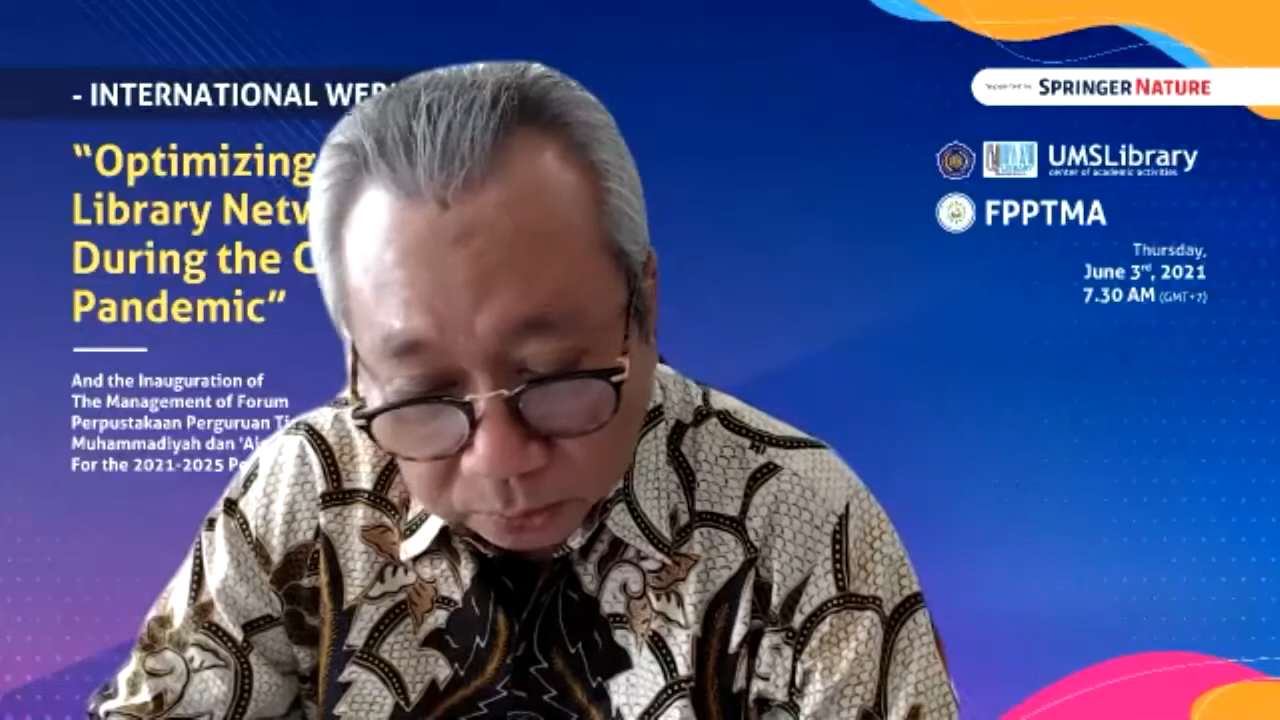 - INTERNATIONAL WEB
"Optimizing
Library Netw
During the C
Pandemic"
And the Inauguration of
The Management of Forum
Perpustakaan Perguruan Ti
Muhammadiyah dan 'Ais
For the 2021-2025 Pe
SPRINGER NATURE
UMSLibrary
center of academic activities
FPPTMA
Thursday,
June 3rd, 2021
7.30 AM (GMT+7)